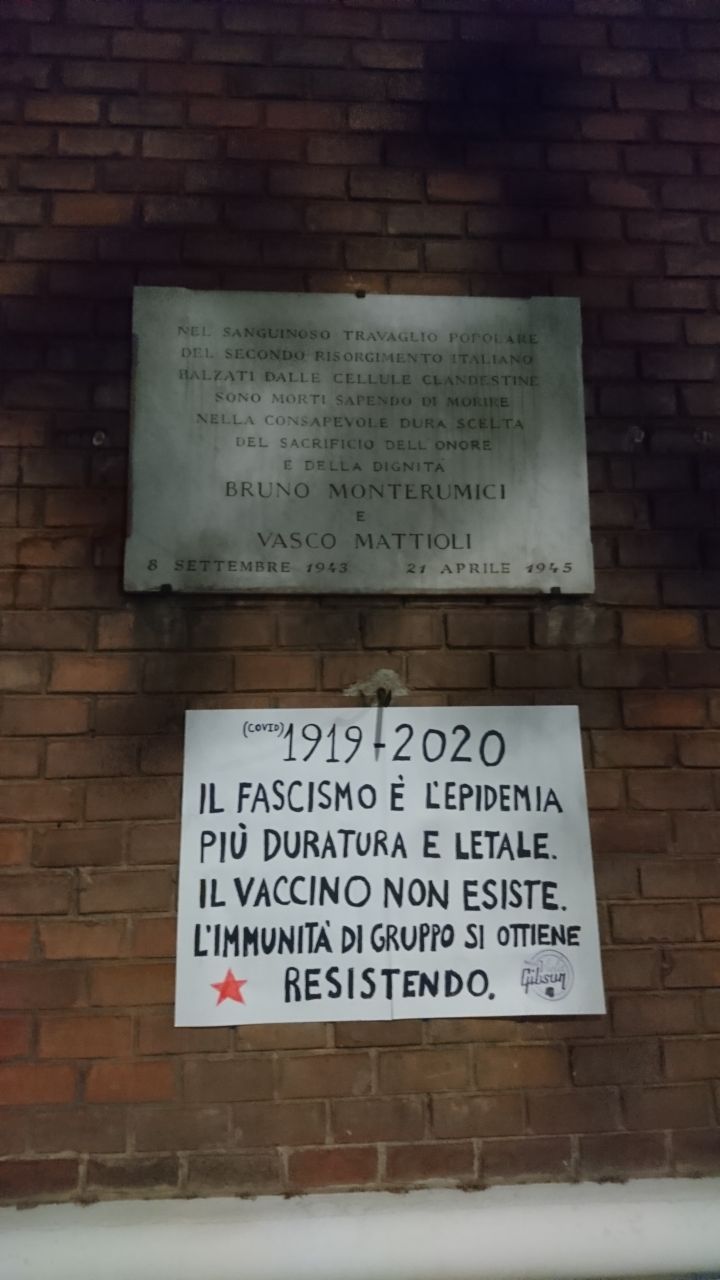 NEL SANGUINOSO TRAVAGLIO POPOLARE
DEL SECONDO RISORGIMENTO ITALIANO
BALZATI DALLE CELLULE CLANDESTINE
SONO MORTI SAPENDO DI MORIRE
NELLA CONSAPEVOLE DURA SCELTA
DEL SACRIFICIO DELL'ONORE
E DELLA DIGNITÀ
BRUNO MONTERUMICI
E
VASCO MATTIOLI
8 SETTEMBRE 1943 21 APRILE 1945
(COVID) 1919-2020
IL FASCISMO È L'EPIDEMIA
PIÙ DURATURA E LETALE.
IL VACCINO NON ESISTE.
L'IMMUNITÀ DI GRUPPO SI OTTIENE
RESISTENDO.
Gibsun